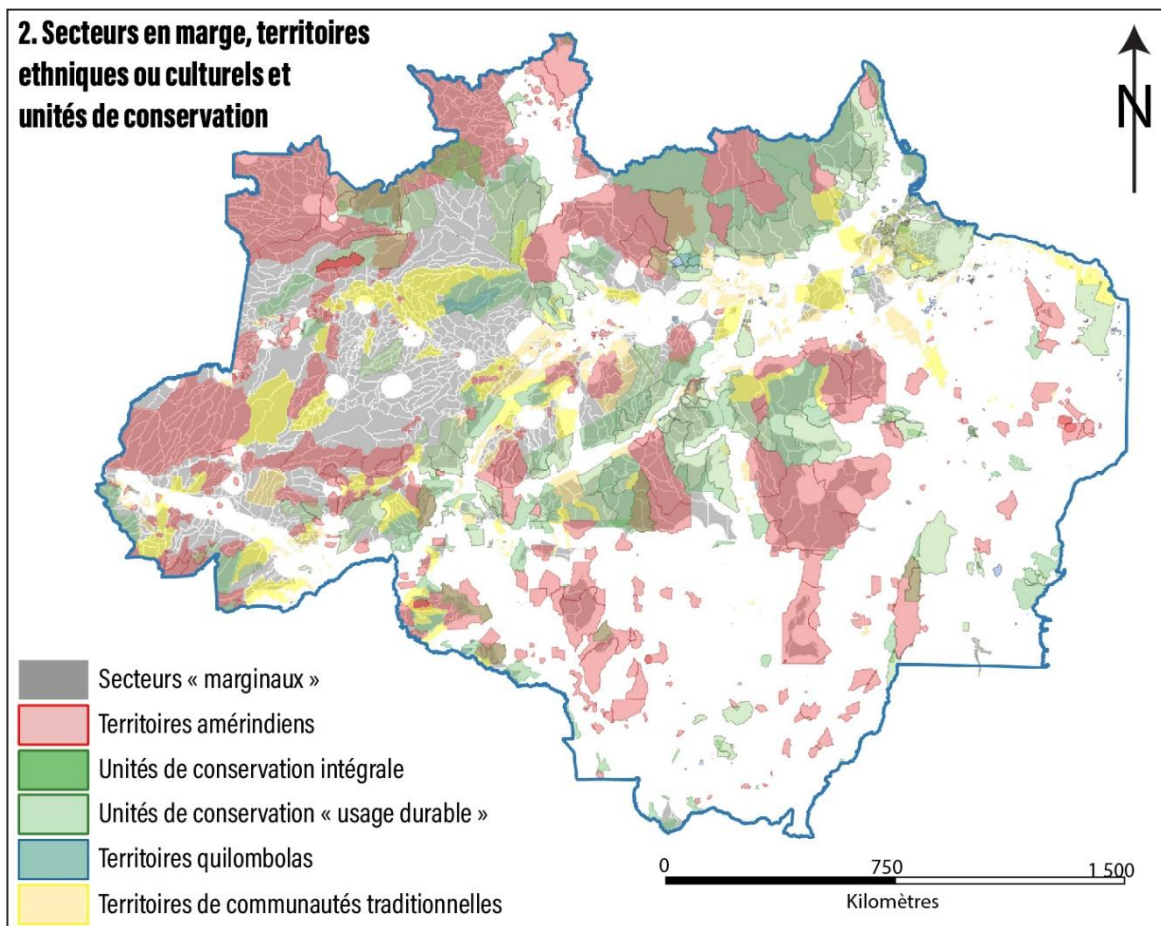 2. Secteurs en marge, territoires
ethniques ou culturels et
unités de conservation
N
Secteurs « marginaux »
Territoires amérindiens
Unités de conservation intégrale
Unités de conservation « usage durable »
Territoires quilombolas
Territoires de communautés traditionnelles
0 750 1 500
Kilomètres